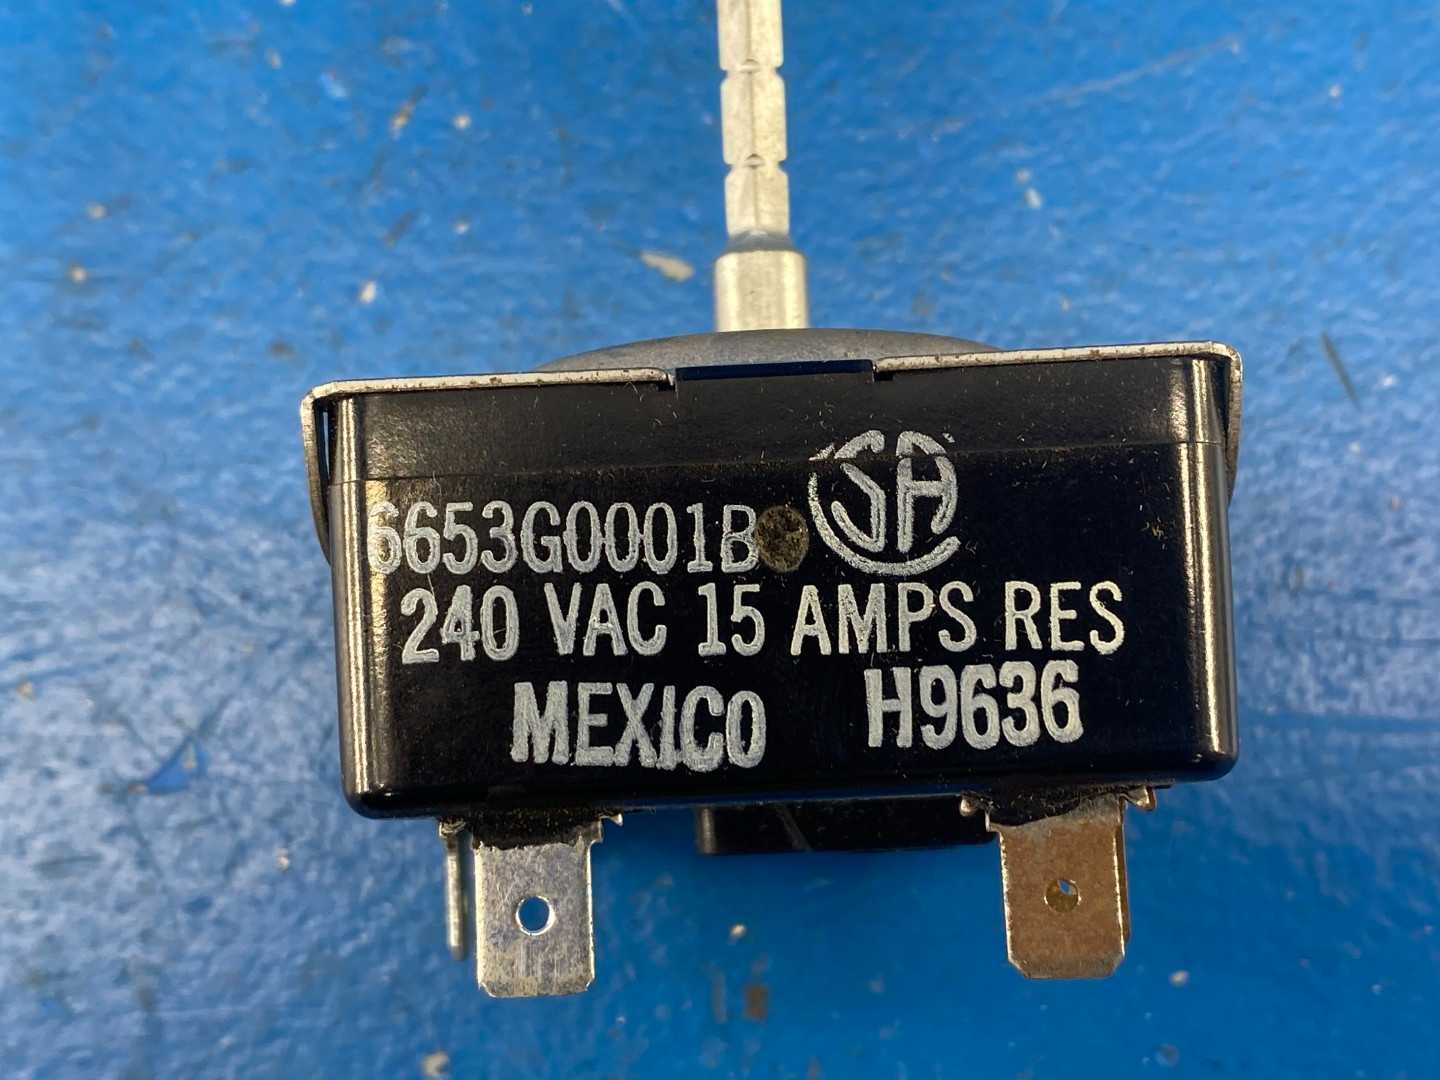 6653G0001B SA
240 VAC 15 AMPS RES
MEXICO H9636